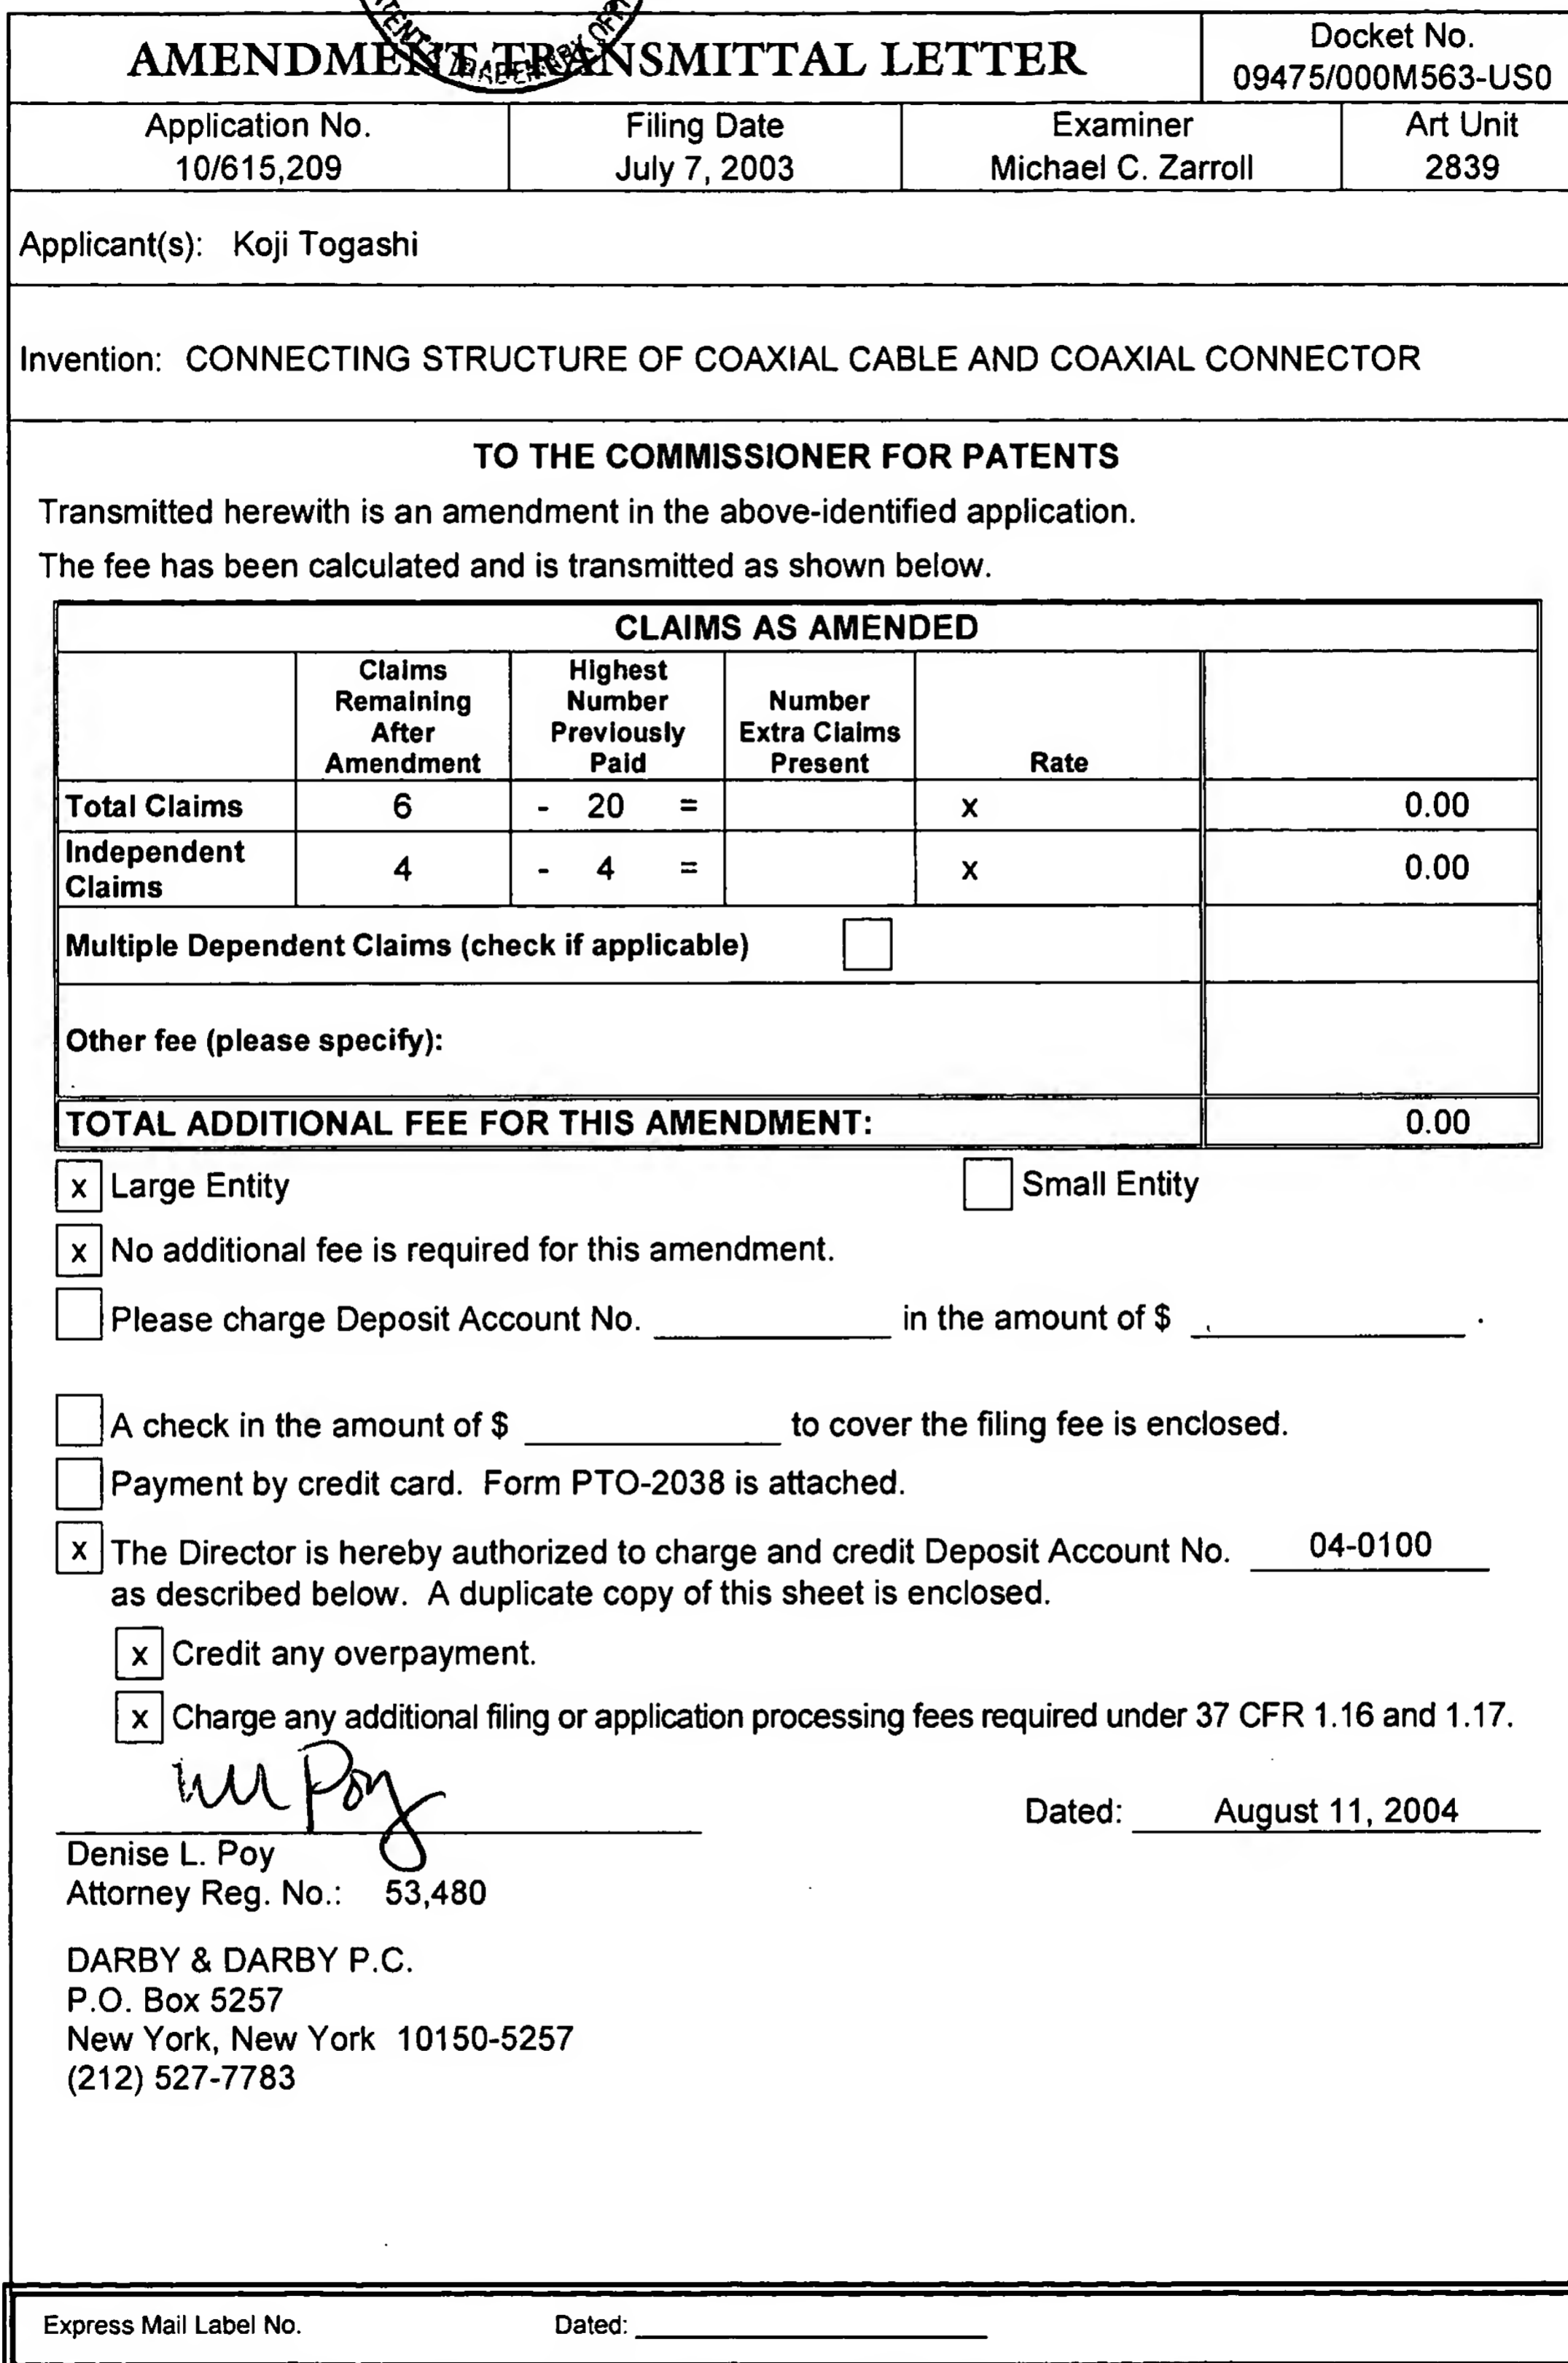 AMENDMENT TRANSMITTAL LETTER
Docket No.
09475/000M563-US0
Application No.
10/615,209
Filing Date
July 7, 2003
Examiner
Michael C. Zarroll
Art Unit
2839
Applicant(s): Koji Togashi
Invention: CONNECTING STRUCTURE OF COAXIAL CABLE AND COAXIAL CONNECTOR
TO THE COMMISSIONER FOR PATENTS
Transmitted herewith is an amendment in the above-identified application.
The fee has been calculated and is transmitted as shown below.
CLAIMS AS AMENDED
Claims Remaining After Amendment
Highest Number Previously Paid
Number Extra Claims Present
Rate
Total Claims 6 - 20 = x 0.00
Independent Claims 4 - 4 = x 0.00
Multiple Dependent Claims (check if applicable)
Other fee (please specify):
TOTAL ADDITIONAL FEE FOR THIS AMENDMENT: 0.00
x Large Entity Small Entity
x No additional fee is required for this amendment.
Please charge Deposit Account No. in the amount of $ .
A check in the amount of $ to cover the filing fee is enclosed.
Payment by credit card. Form PTO-2038 is attached.
x The Director is hereby authorized to charge and credit Deposit Account No. 04-0100
as described below. A duplicate copy of this sheet is enclosed.
x Credit any overpayment.
x Charge any additional filing or application processing fees required under 37 CFR 1.16 and 1.17.
Dated: August 11, 2004
Denise L. Poy
Attorney Reg. No.: 53,480
DARBY & DARBY P.C.
P.O. Box 5257
New York, New York 10150-5257
(212) 527-7783
Express Mail Label No. Dated: